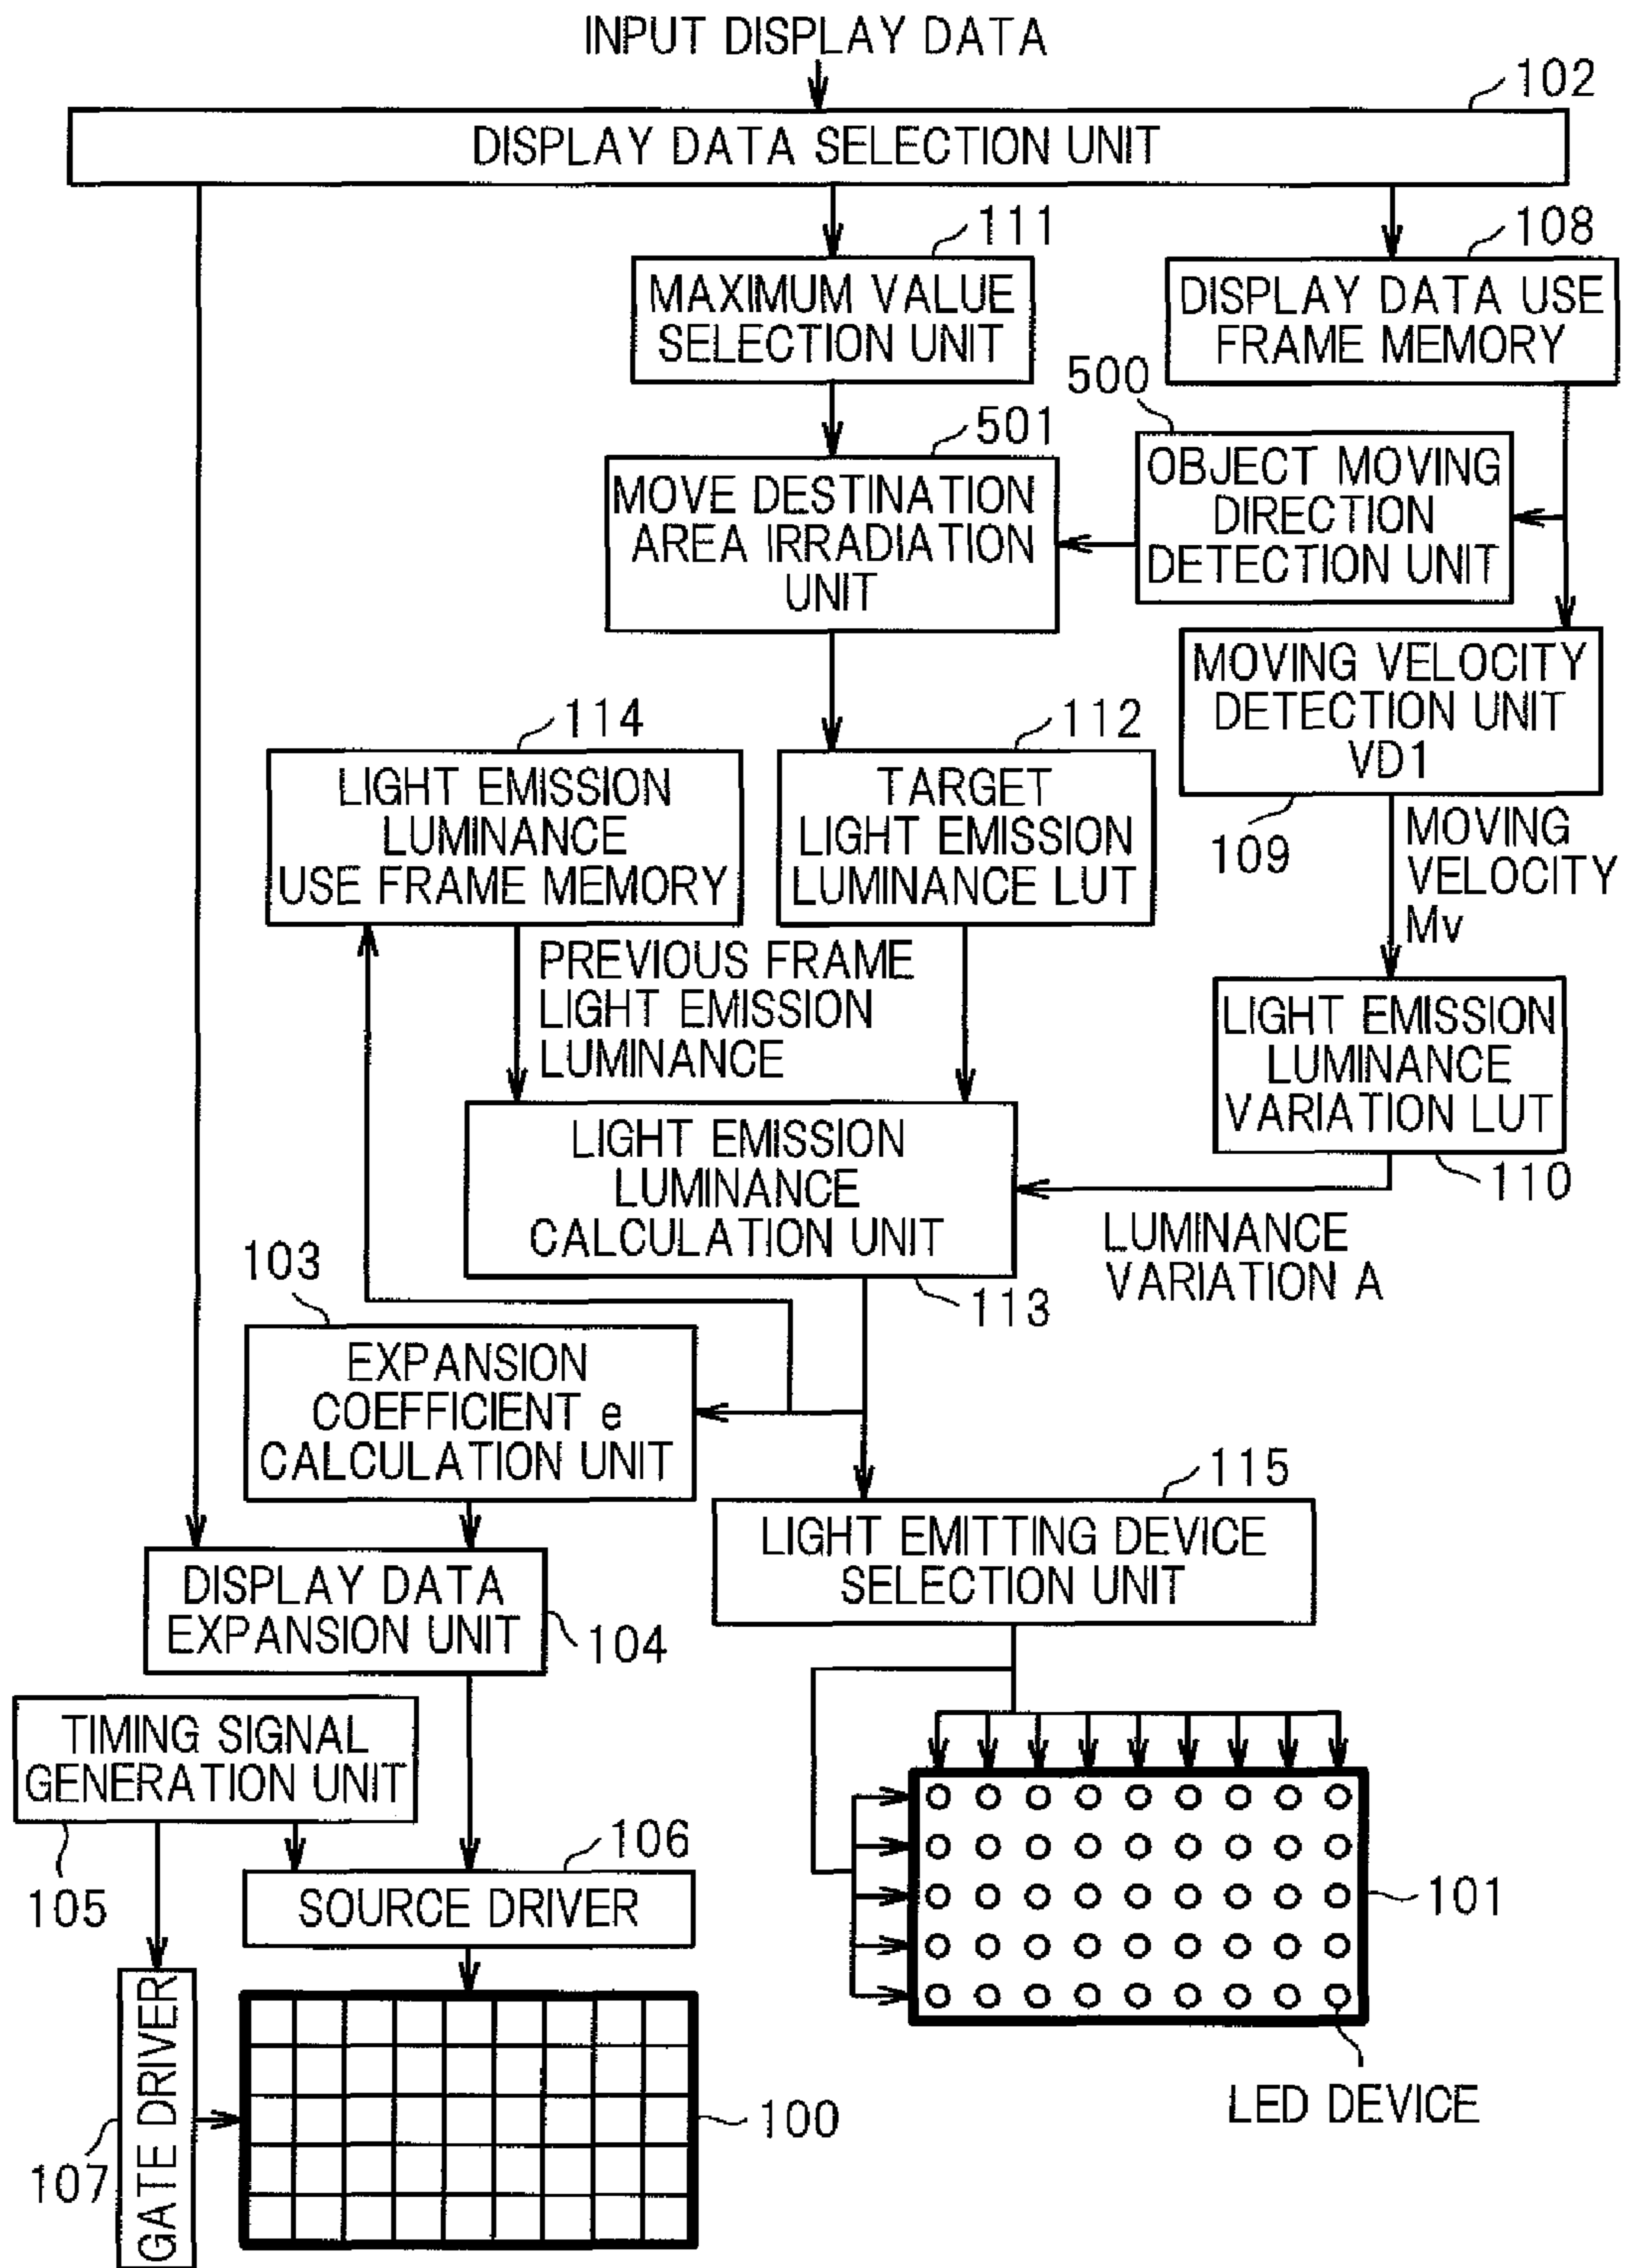 INPUT DISPLAY DATA
102
DISPLAY DATA SELECTION UNIT
111
MAXIMUM VALUE
SELECTION UNIT
108
DISPLAY DATA USE
FRAME MEMORY
500
OBJECT MOVING
DIRECTION
DETECTION UNIT
501
MOVE DESTINATION
AREA IRRADIATION
UNIT
MOVING VELOCITY
DETECTION UNIT
VD1
109
MOVING
VELOCITY
Mv
114
LIGHT EMISSION
LUMINANCE
USE FRAME MEMORY
112
TARGET
LIGHT EMISSION
LUMINANCE LUT
PREVIOUS FRAME
LIGHT EMISSION
LUMINANCE
LIGHT EMISSION
LUMINANCE
VARIATION LUT
110
LIGHT EMISSION
LUMINANCE
CALCULATION UNIT
113
LUMINANCE
VARIATION A
103
EXPANSION
COEFFICIENT e
CALCULATION UNIT
115
LIGHT EMITTING DEVICE
SELECTION UNIT
DISPLAY DATA
EXPANSION UNIT
104
TIMING SIGNAL
GENERATION UNIT
105
106
SOURCE DRIVER
101
LED DEVICE
GATE DRIVER
107
100